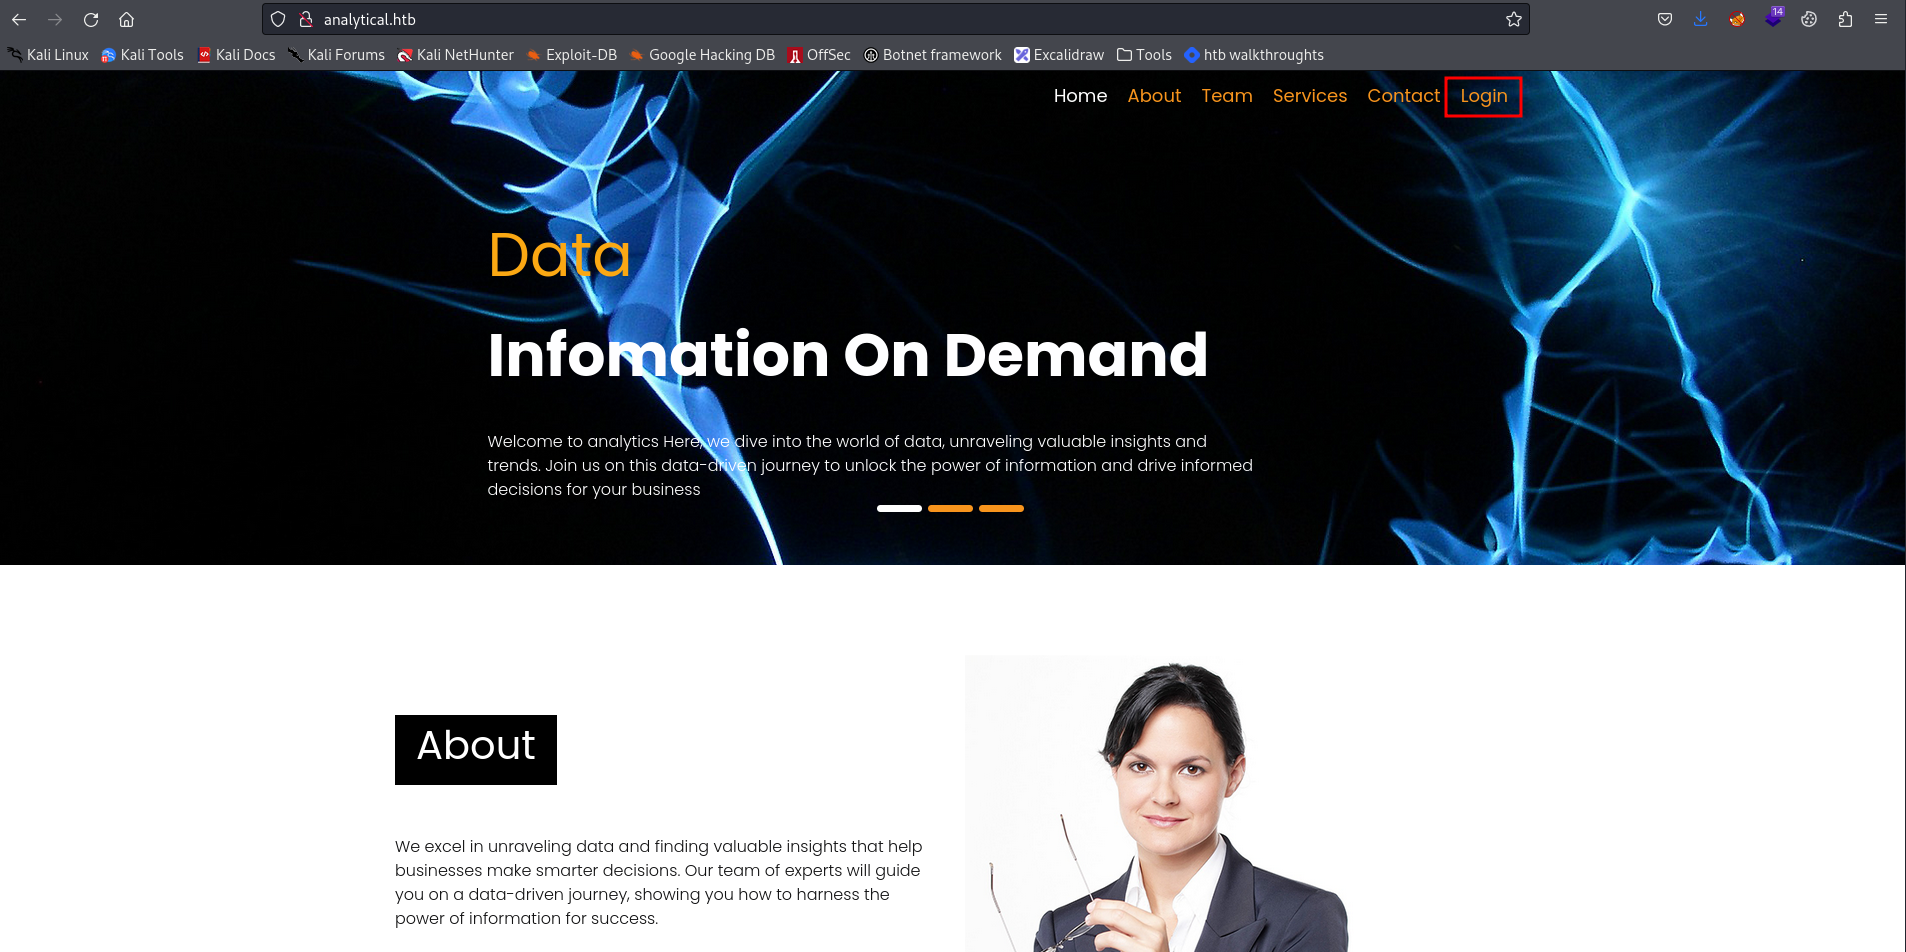 analytical.htb
14
Kali Linux Kali Tools Kali Docs Kali Forums Kali NetHunter Exploit-DB Google Hacking DB OffSec Botnet framework Excalidraw Tools htb walkthroughts
Home About Team Services Contact Login
Data
Infomation On Demand
Welcome to analytics Here, we dive into the world of data, unraveling valuable insights and
trends. Join us on this data-driven journey to unlock the power of information and drive informed
decisions for your business
About
We excel in unraveling data and finding valuable insights that help
businesses make smarter decisions. Our team of experts will guide
you on a data-driven journey, showing you how to harness the
power of information for success.